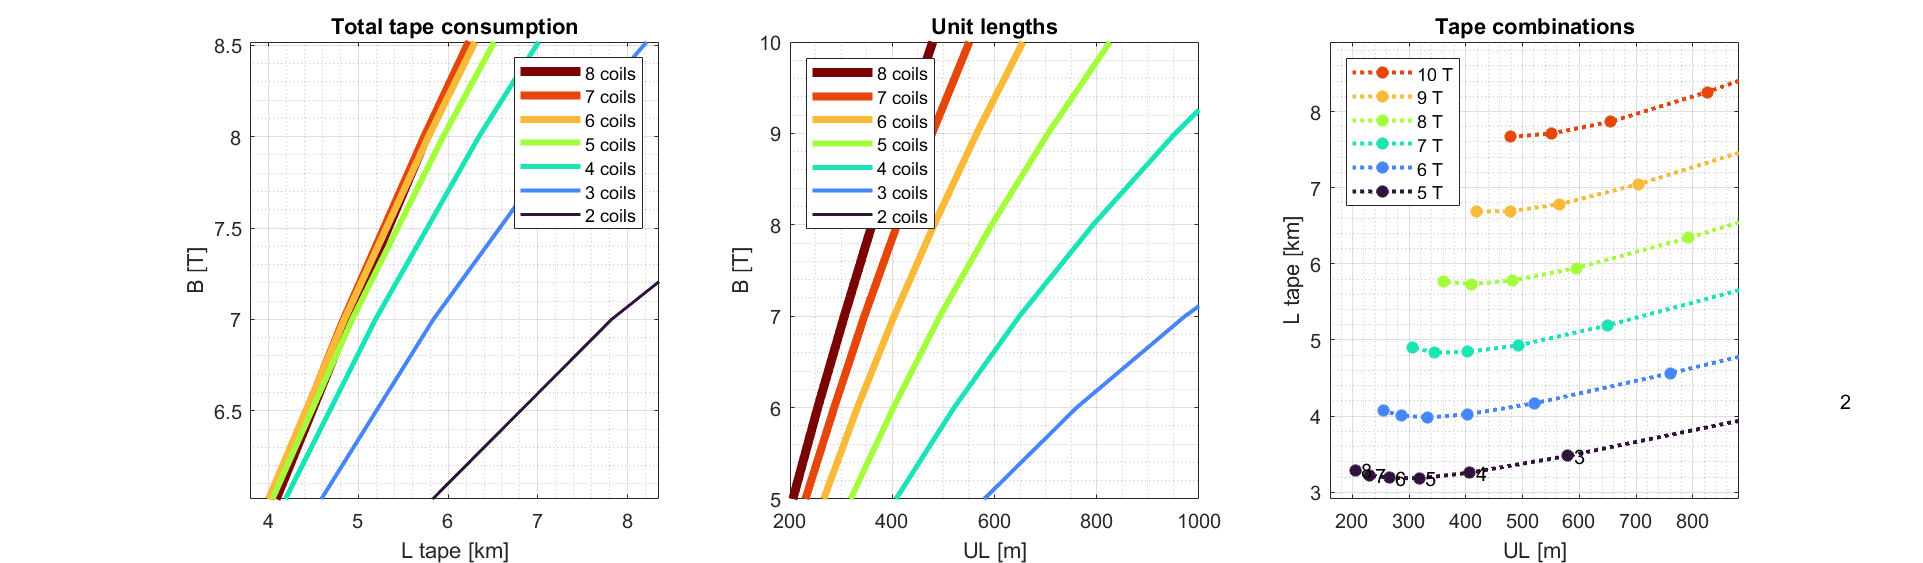 Total tape consumption
8.5
8
7.5
7
6.5
B [T]
4
5
6
7
8
L tape [km]
8 coils
7 coils
6 coils
5 coils
4 coils
3 coils
2 coils
Unit lengths
10
9
8
7
6
5
B [T]
200
400
600
800
1000
UL [m]
8 coils
7 coils
6 coils
5 coils
4 coils
3 coils
2 coils
Tape combinations
8
7
6
5
4
3
L tape [km]
200
300
400
500
600
700
800
UL [m]
10 T
9 T
8 T
7 T
6 T
5 T
8
7
6
5
4
3
2